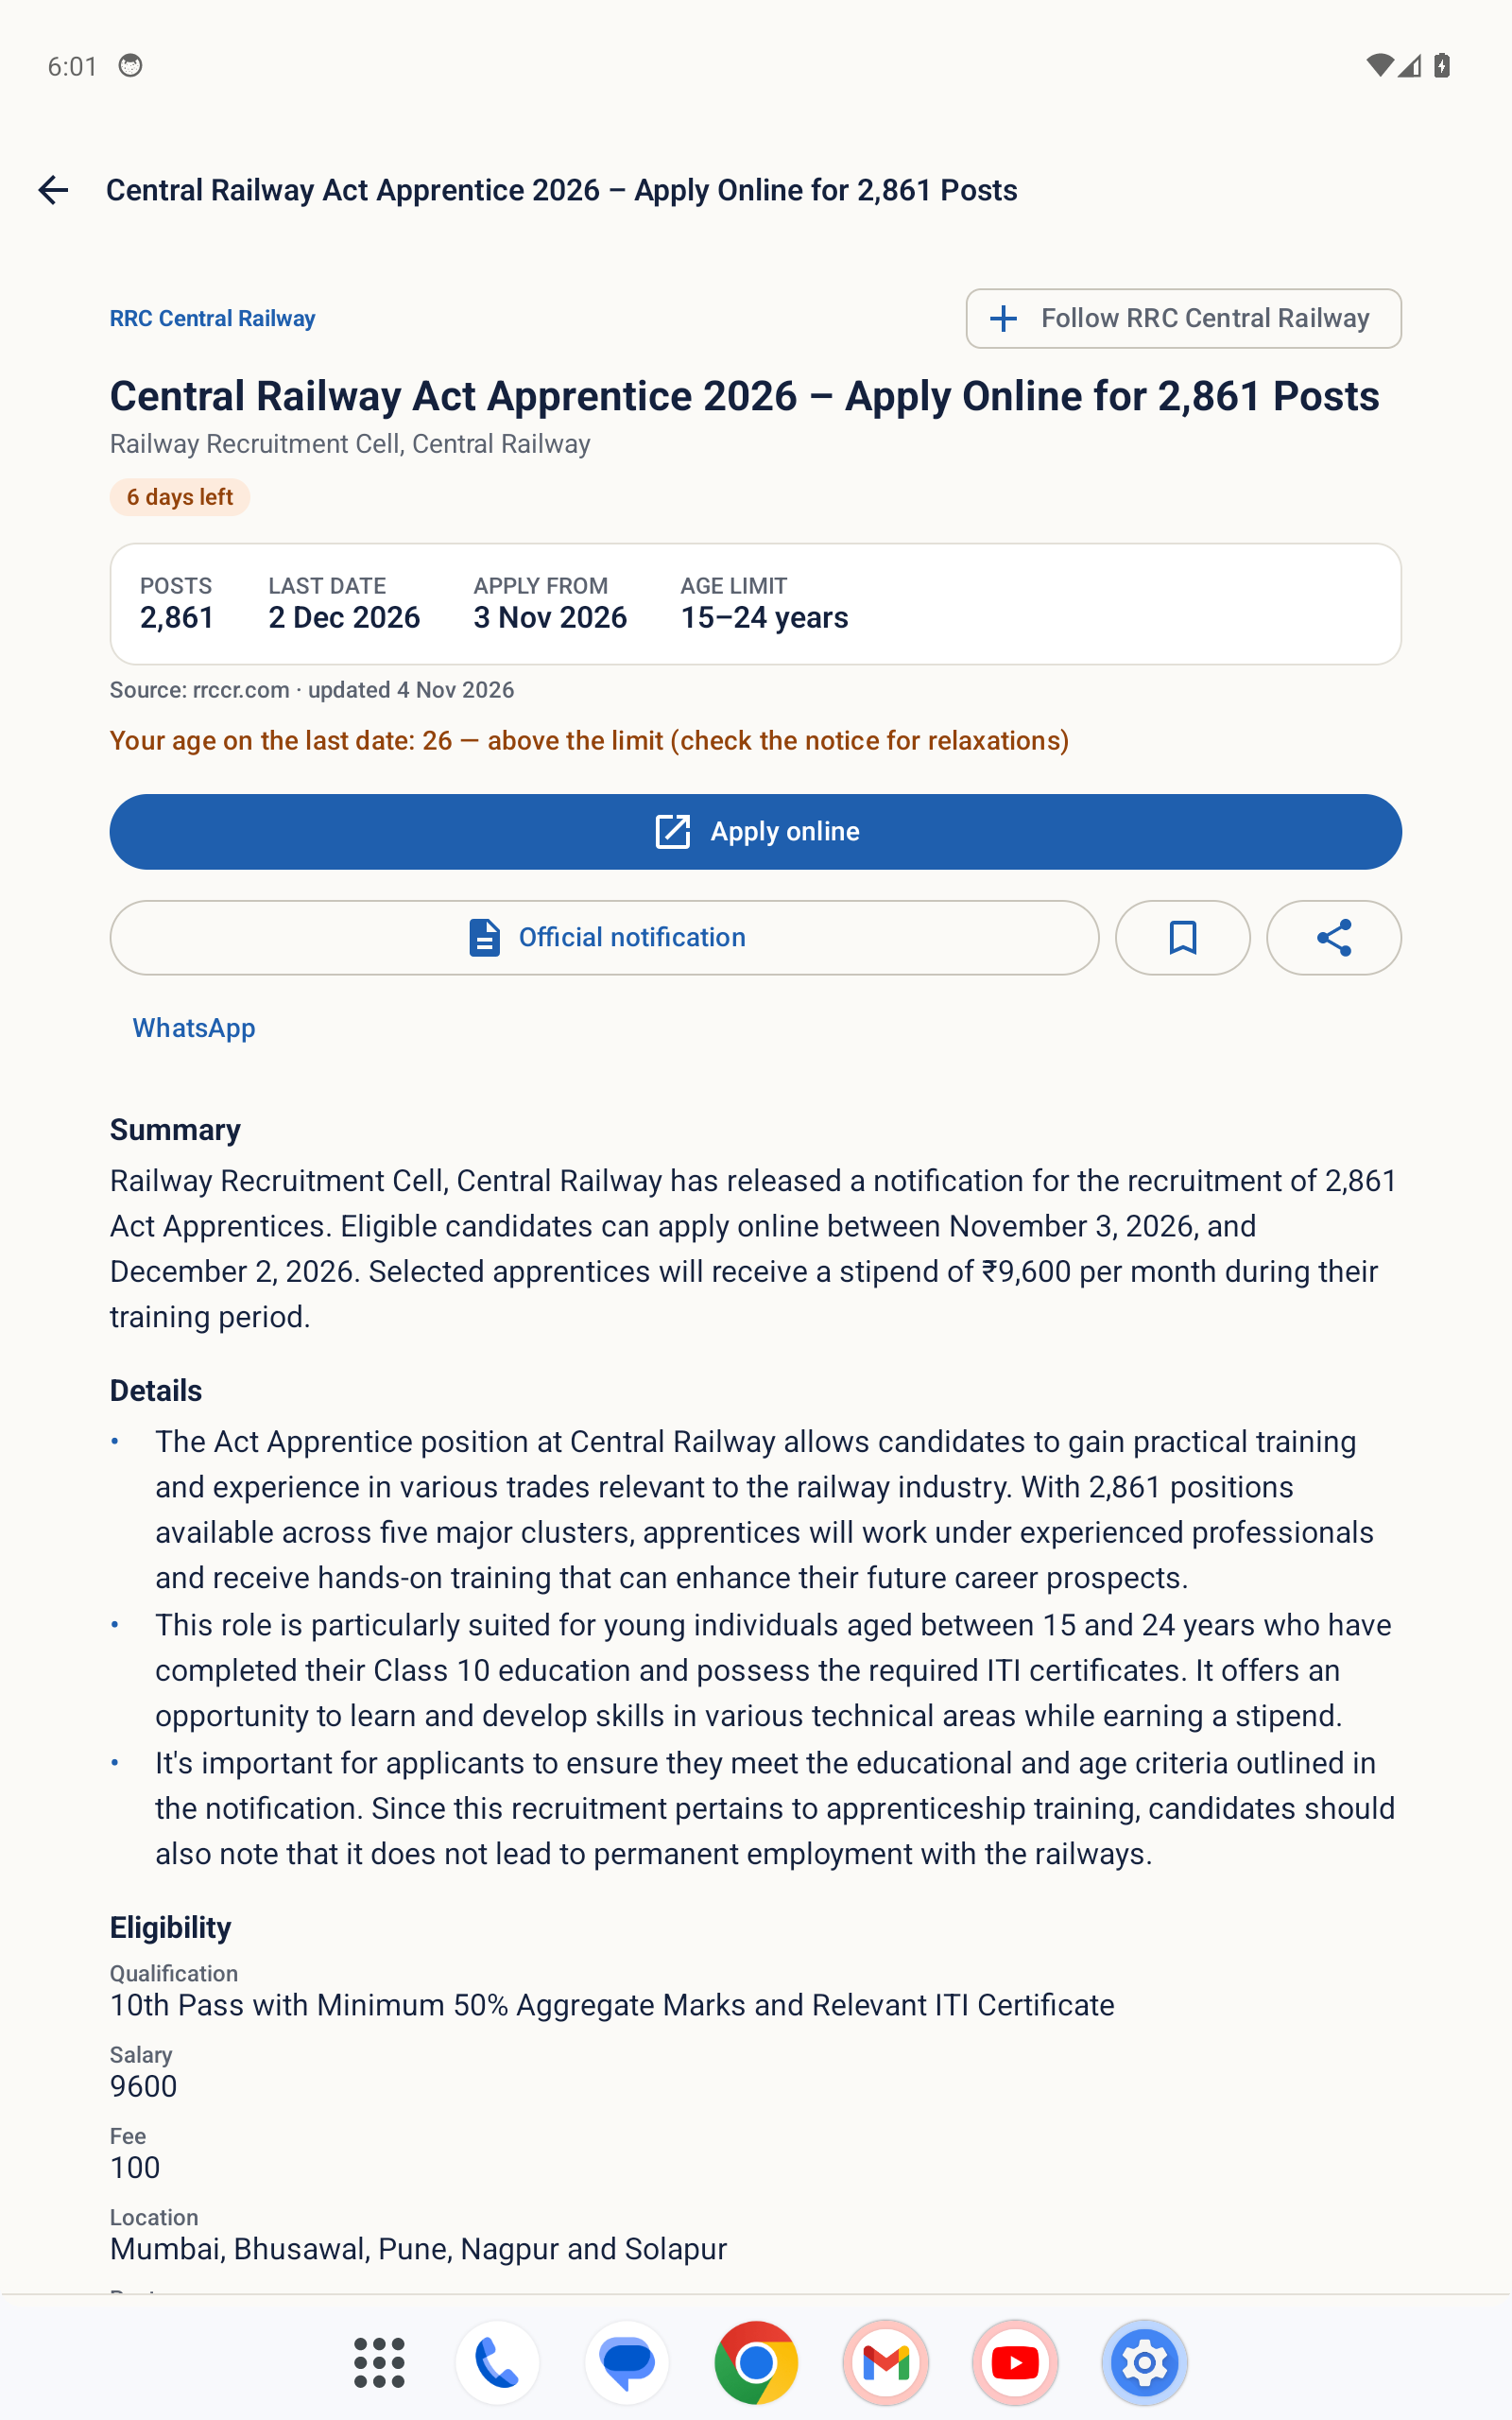 6:01
Central Railway Act Apprentice 2026 – Apply Online for 2,861 Posts
RRC Central Railway
Follow RRC Central Railway
Central Railway Act Apprentice 2026 – Apply Online for 2,861 Posts
Railway Recruitment Cell, Central Railway
6 days left
POSTS LAST DATE APPLY FROM AGE LIMIT
2,861 2 Dec 2026 3 Nov 2026 15–24 years
Source: rrccr.com · updated 4 Nov 2026
Your age on the last date: 26 — above the limit (check the notice for relaxations)
Apply online
Official notification
WhatsApp
Summary
Railway Recruitment Cell, Central Railway has released a notification for the recruitment of 2,861
Act Apprentices. Eligible candidates can apply online between November 3, 2026, and
December 2, 2026. Selected apprentices will receive a stipend of ₹9,600 per month during their
training period.
Details
• The Act Apprentice position at Central Railway allows candidates to gain practical training
and experience in various trades relevant to the railway industry. With 2,861 positions
available across five major clusters, apprentices will work under experienced professionals
and receive hands-on training that can enhance their future career prospects.
• This role is particularly suited for young individuals aged between 15 and 24 years who have
completed their Class 10 education and possess the required ITI certificates. It offers an
opportunity to learn and develop skills in various technical areas while earning a stipend.
• It's important for applicants to ensure they meet the educational and age criteria outlined in
the notification. Since this recruitment pertains to apprenticeship training, candidates should
also note that it does not lead to permanent employment with the railways.
Eligibility
Qualification
10th Pass with Minimum 50% Aggregate Marks and Relevant ITI Certificate
Salary
9600
Fee
100
Location
Mumbai, Bhusawal, Pune, Nagpur and Solapur